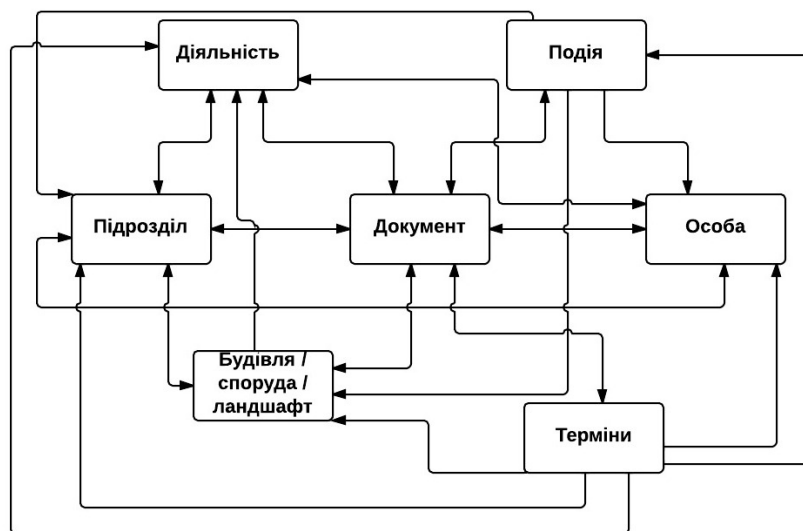 Діяльність
Подія
Підрозділ
Документ
Особа
Будівля /
споруда /
ландшафт
Терміни